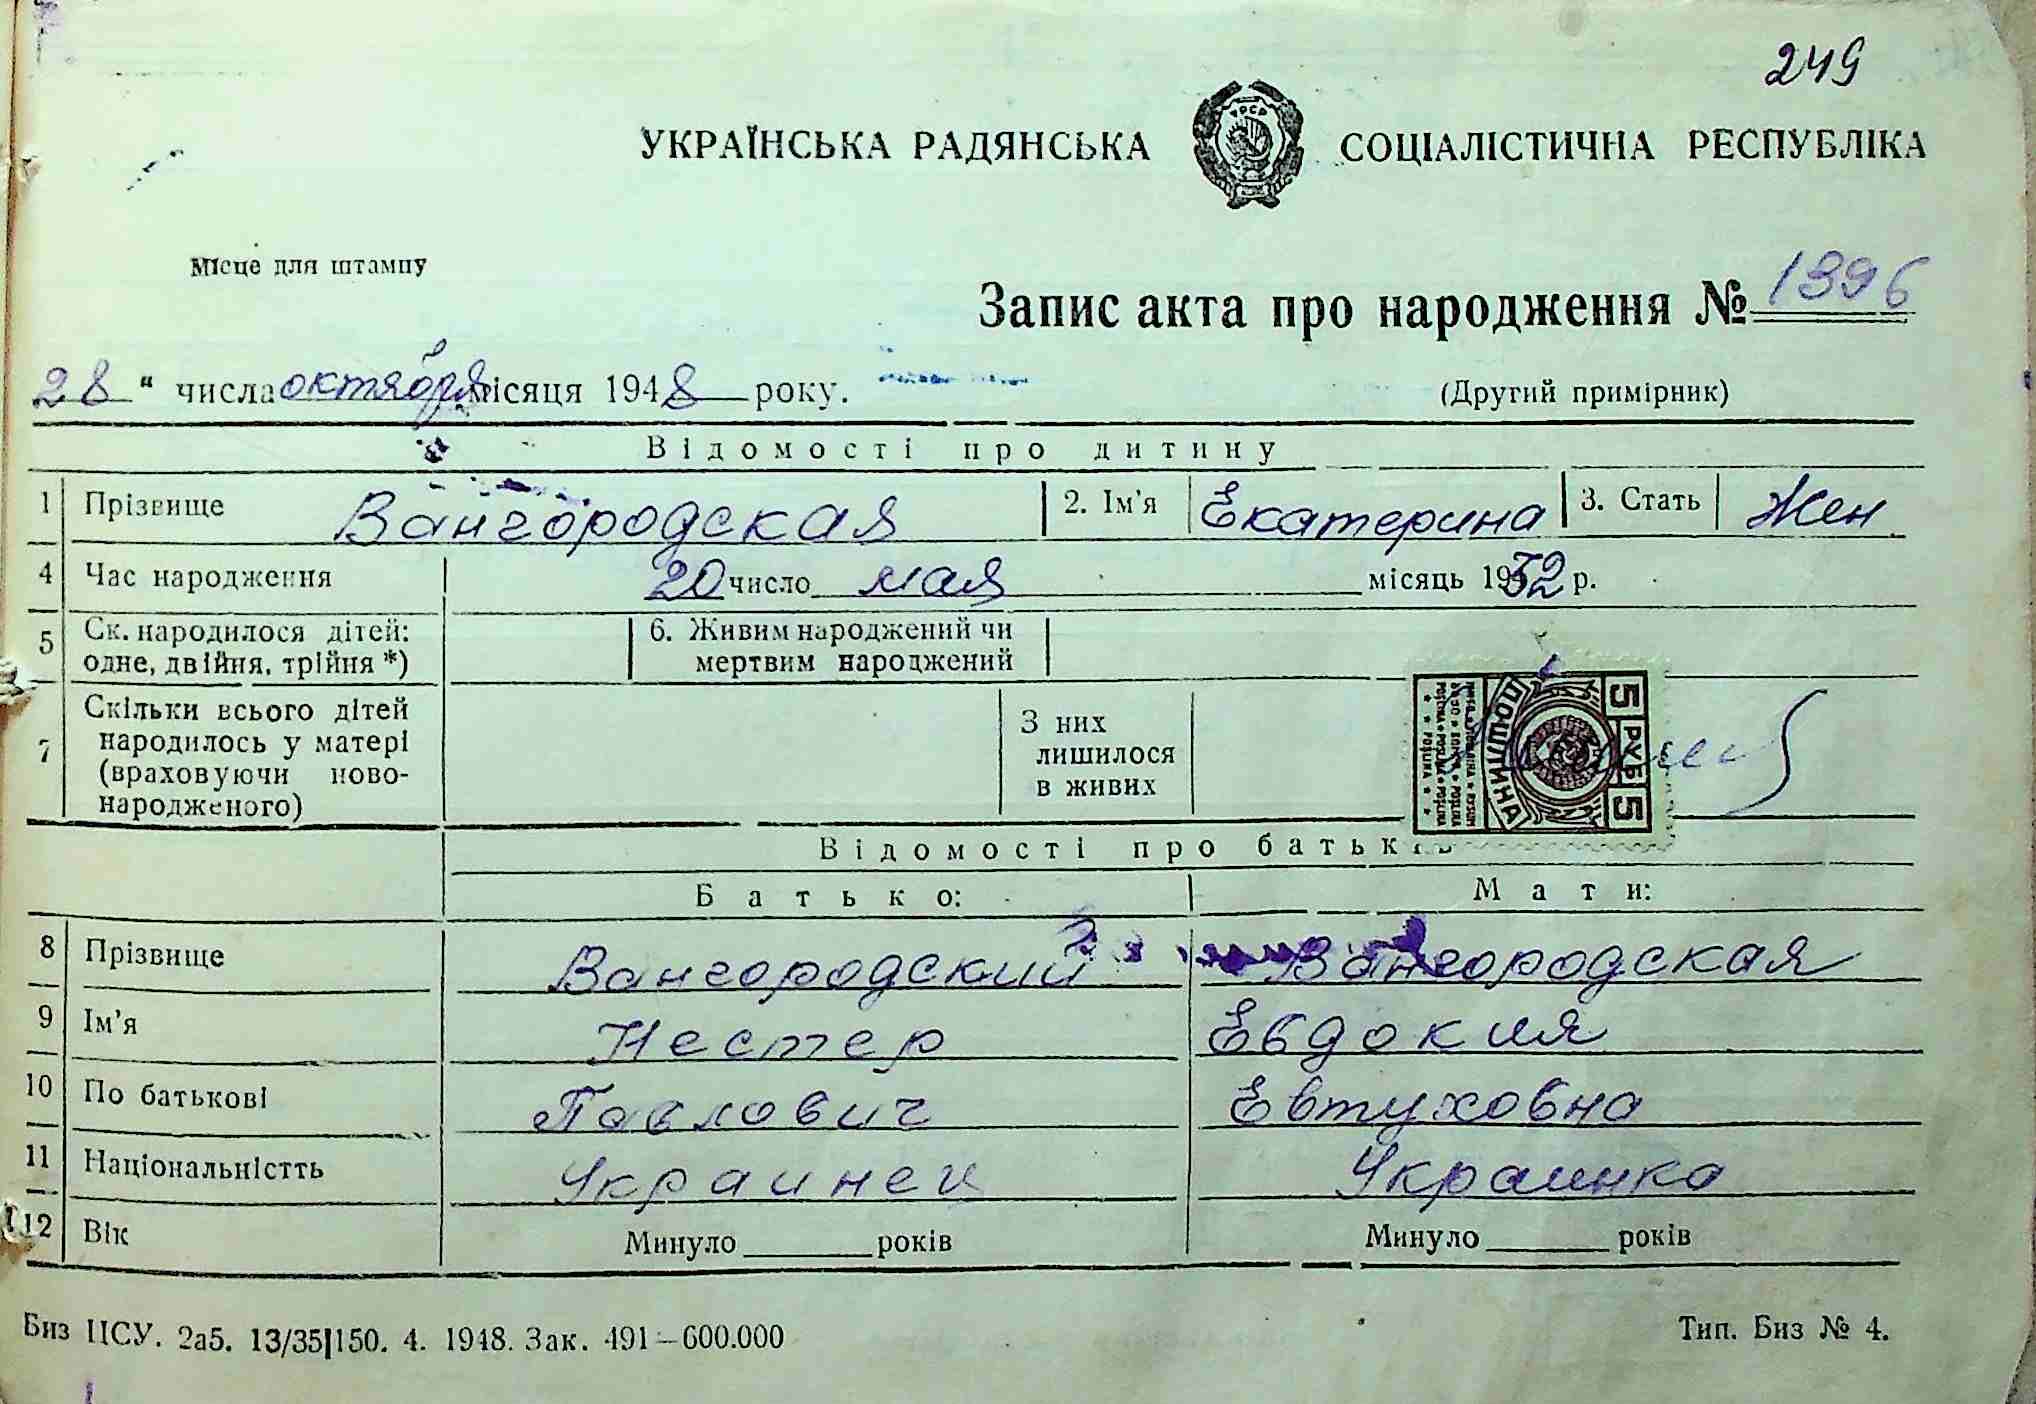 249
УКРАЇНСЬКА РАДЯНСЬКА СОЦІАЛІСТИЧНА РЕСПУБЛІКА
УРСР
Місце для штампу
Запис акта про народження № 1396
28 " числа октября місяця 1948 року.
(Другий примірник)
Відомості про дитину
1 Прізвище Вангородская 2. Ім'я Екатерина 3. Стать Жен
4 Час народження 20 число мая місяць 1932 р.
5 Ск. народилося дітей: одне, двійня, трійня *)
6. Живим народжений чи мертвим народжений
7 Скільки всього дітей народилось у матері (враховуючи ново-народженого)
З них лишилося в живих
5 РУБ 5
ПОШЛИНА
Відомості про батьк
Батько: Мати:
8 Прізвище Вангородский Вангородская
9 Ім'я Нестер Евдокия
10 По батькові Павлович Евтуховна
11 Національністть Украинец Украинка
12 Вік Минуло років Минуло років
Биз ЦСУ. 2а5. 13/35|150. 4. 1948. Зак. 491—600.000
Тип. Биз № 4.